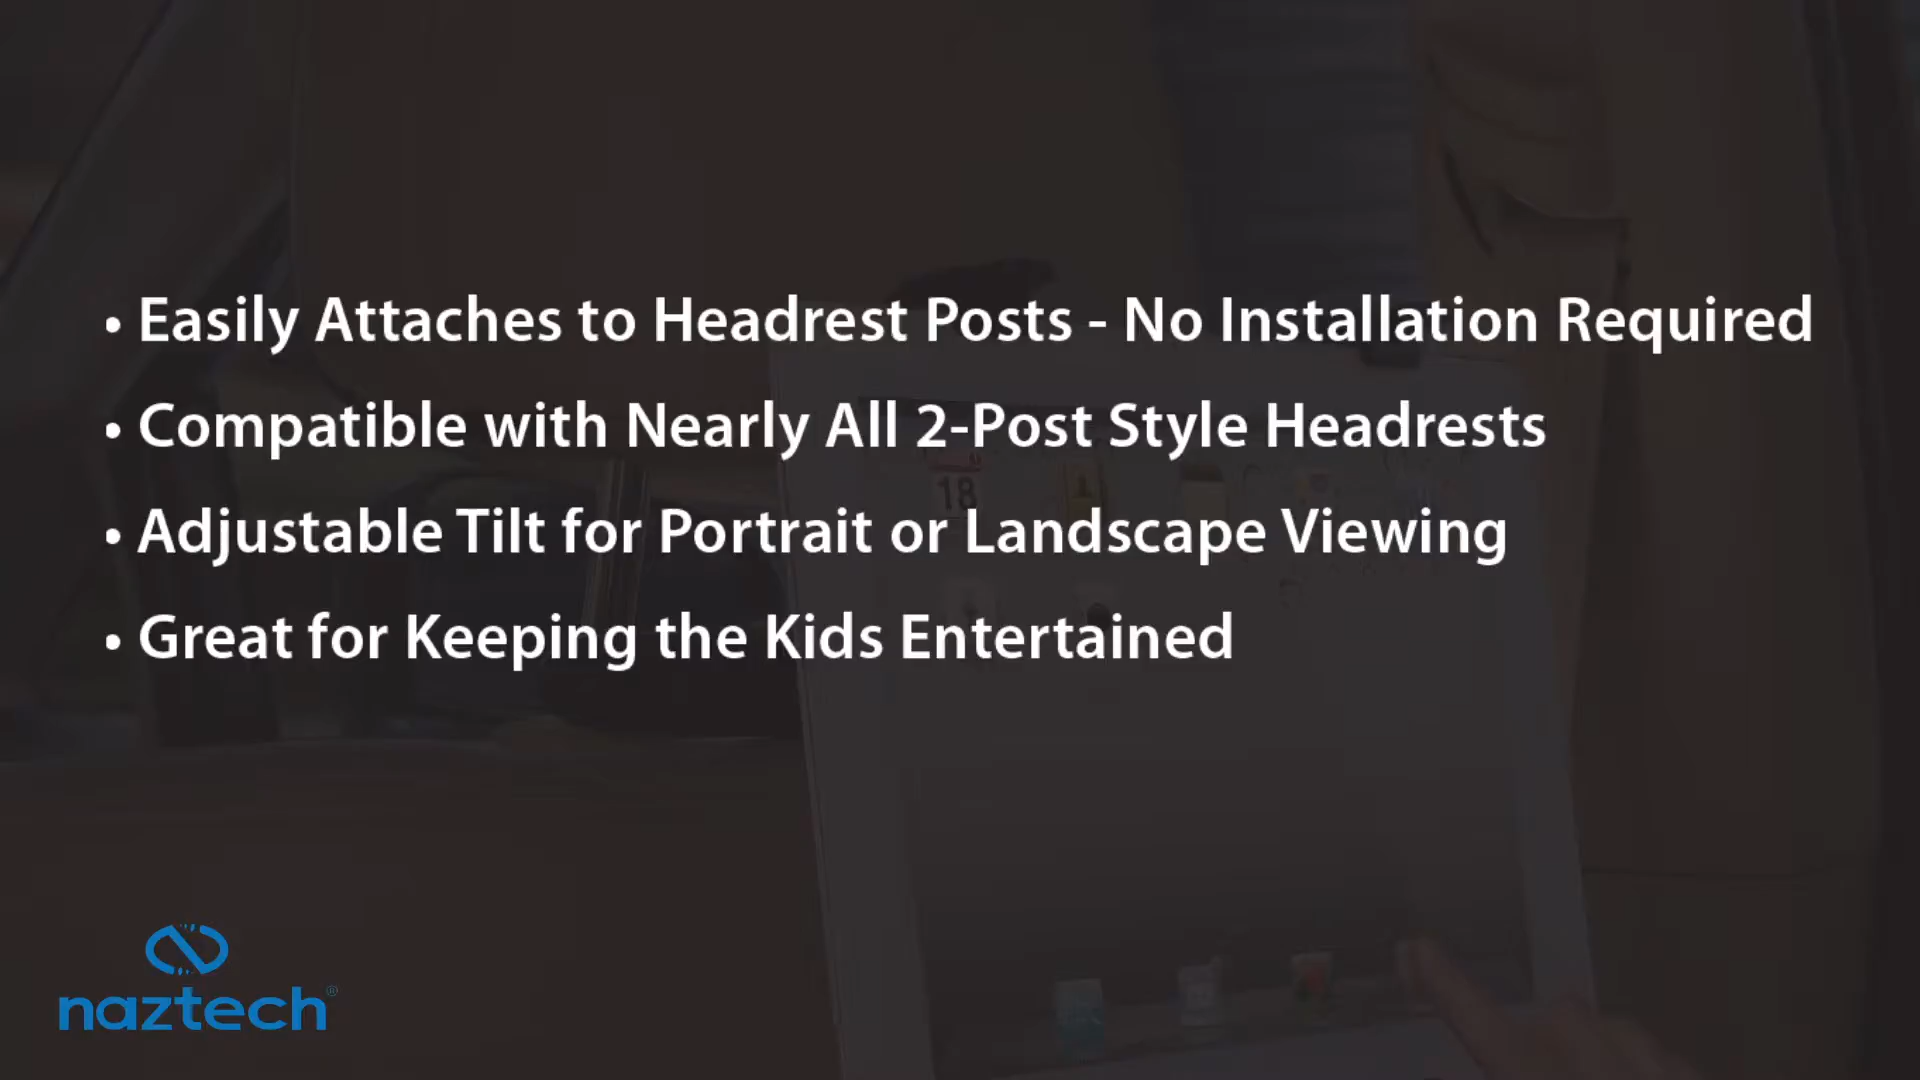 • Easily Attaches to Headrest Posts - No Installation Required
• Compatible with Nearly All 2-Post Style Headrests
18
• Adjustable Tilt for Portrait or Landscape Viewing
• Great for Keeping the Kids Entertained
naztech®